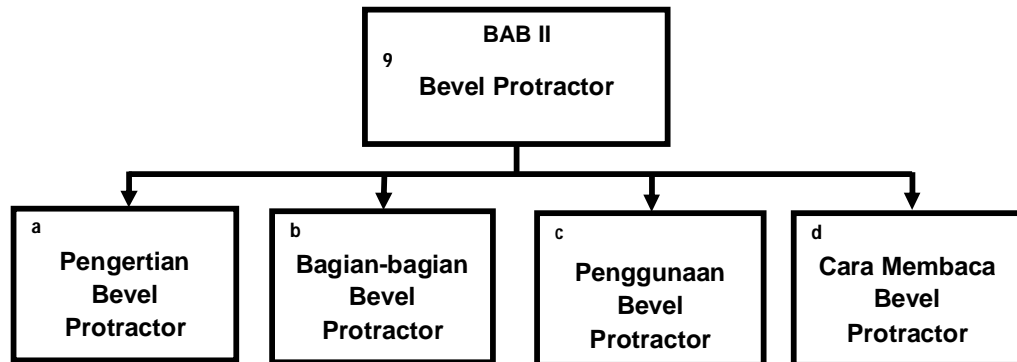 BAB II
9
Bevel Protractor
a
Pengertian
Bevel
Protractor
b
Bagian-bagian
Bevel
Protractor
c
Penggunaan
Bevel
Protractor
d
Cara Membaca
Bevel
Protractor